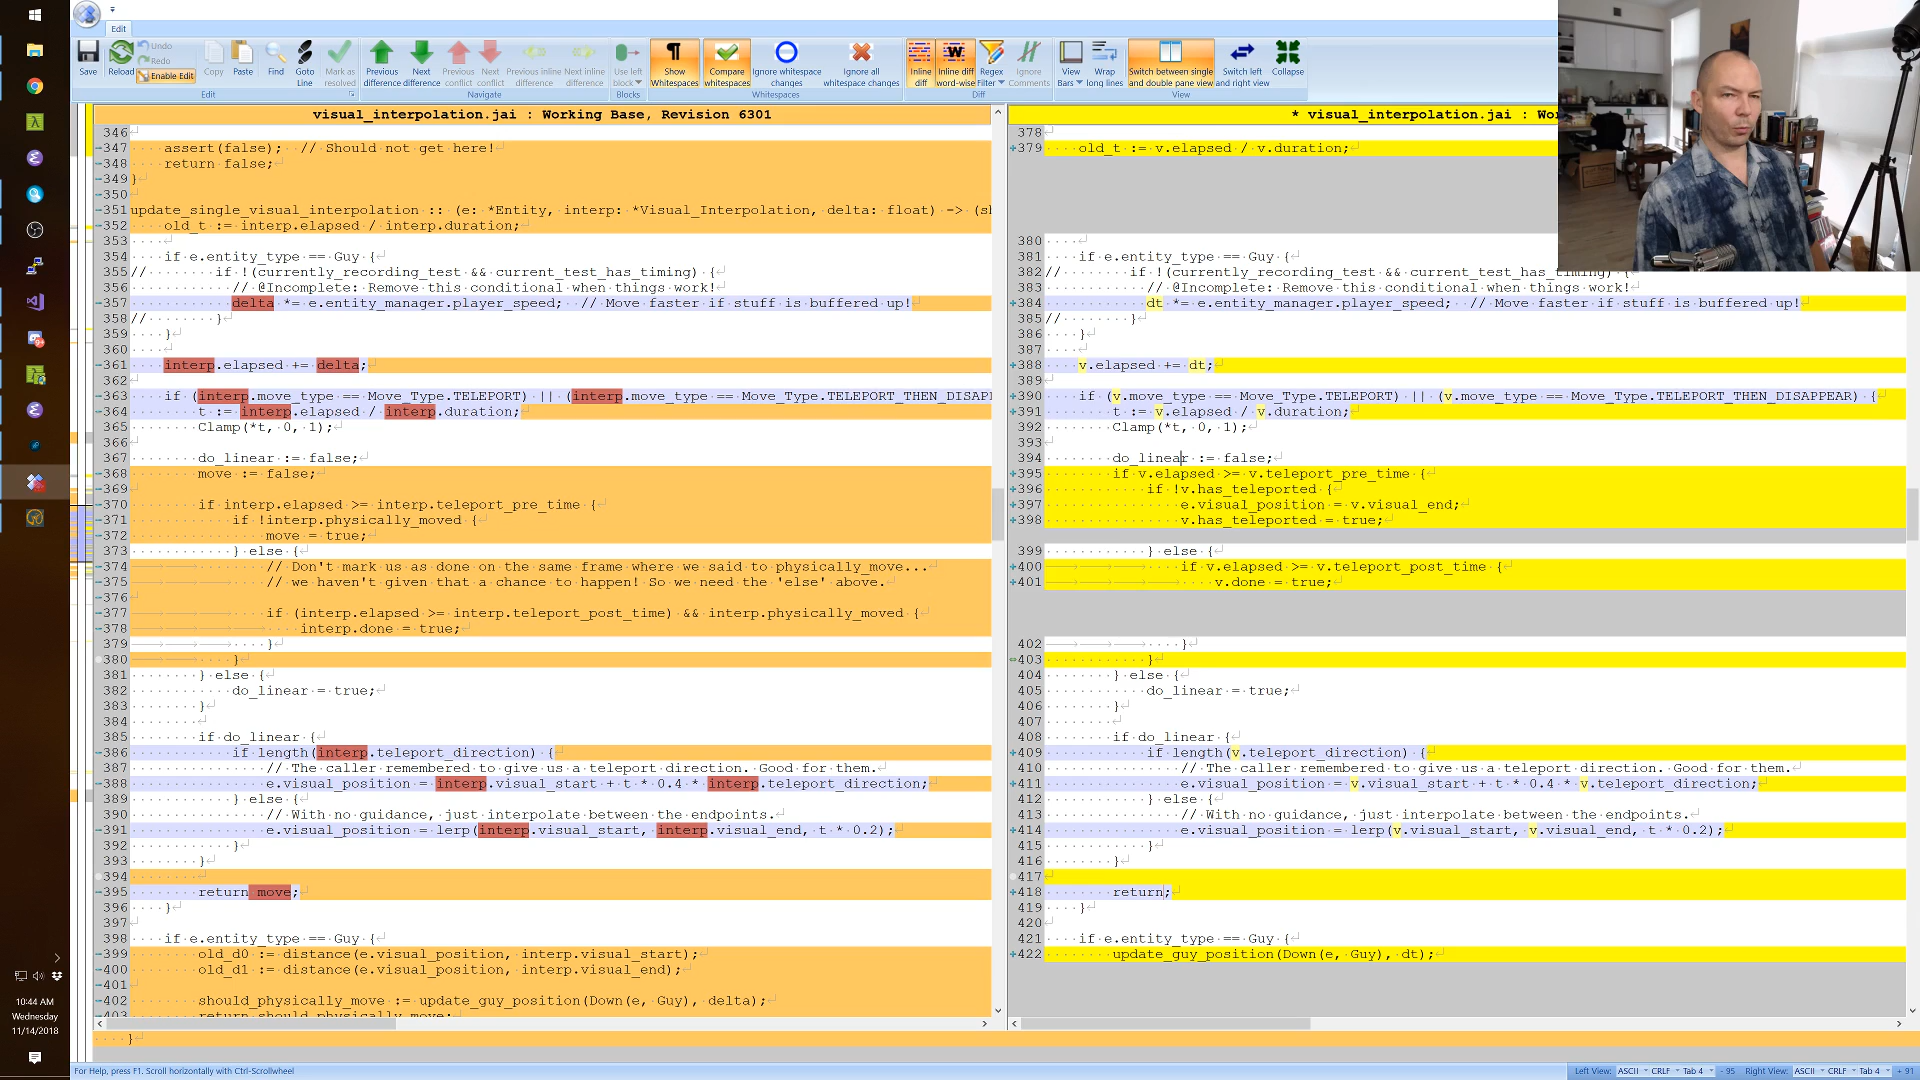 Edit
Save
Reload
Undo
Redo
Enable Edit
Copy
Paste
Find
Goto
Line
Mark as
resolved
Previous
difference
Next
difference
Previous
conflict
Next
conflict
Previous inline
difference
Next inline
difference
Use left
block
Show
Whitespaces
Compare
whitespaces
Ignore whitespace
changes
Ignore all
whitespace changes
Inline
diff
Inline diff
word-wise
Regex
Filter
Ignore
Comments
View
Bars
Wrap
long lines
Switch between single
and double pane view
Switch left
and right view
Collapse
Edit
Navigate
Blocks
Whitespaces
Diff
View
visual_interpolation.jai : Working Base, Revision 6301
346
347 assert(false); // Should not get here!
348 return false;
349 }
350
351 update_single_visual_interpolation :: (e: *Entity, interp: *Visual_Interpolation, delta: float) -> (sh
352 old_t := interp.elapsed / interp.duration;
353
354 if e.entity_type == Guy {
355 // if !(currently_recording_test && current_test_has_timing) {
356 // @Incomplete: Remove this conditional when things work!
357 delta *= e.entity_manager.player_speed; // Move faster if stuff is buffered up!
358 // }
359 }
360
361 interp.elapsed += delta;
362
363 if (interp.move_type == Move_Type.TELEPORT) || (interp.move_type == Move_Type.TELEPORT_THEN_DISAPP
364 t := interp.elapsed / interp.duration;
365 Clamp(*t, 0, 1);
366
367 do_linear := false;
368 move := false;
369
370 if interp.elapsed >= interp.teleport_pre_time {
371 if !interp.physically_moved {
372 move = true;
373 } else {
374 // Don't mark us as done on the same frame where we said to physically_move...
375 // we haven't given that a chance to happen! So we need the 'else' above.
376
377 if (interp.elapsed >= interp.teleport_post_time) && interp.physically_moved {
378 interp.done = true;
379 }
380 }
381 } else {
382 do_linear = true;
383 }
384
385 if do_linear {
386 if length(interp.teleport_direction) {
387 // The caller remembered to give us a teleport direction. Good for them.
388 e.visual_position = interp.visual_start + t * 0.4 * interp.teleport_direction;
389 } else {
390 // With no guidance, just interpolate between the endpoints.
391 e.visual_position = lerp(interp.visual_start, interp.visual_end, t * 0.2);
392 }
393 }
394
395 return move;
396 }
397
398 if e.entity_type == Guy {
399 old_d0 := distance(e.visual_position, interp.visual_start);
400 old_d1 := distance(e.visual_position, interp.visual_end);
401
402 should_physically_move := update_guy_position(Down(e, Guy), delta);
403 return should_physically_move;
}
* visual_interpolation.jai : Wo
378
379 old_t := v.elapsed / v.duration;
380
381 if e.entity_type == Guy {
382 // if !(currently_recording_test && current_test_has_timing) {
383 // @Incomplete: Remove this conditional when things work!
384 dt *= e.entity_manager.player_speed; // Move faster if stuff is buffered up!
385 // }
386 }
387
388 v.elapsed += dt;
389
390 if (v.move_type == Move_Type.TELEPORT) || (v.move_type == Move_Type.TELEPORT_THEN_DISAPPEAR) {
391 t := v.elapsed / v.duration;
392 Clamp(*t, 0, 1);
393
394 do_linear := false;
395 if v.elapsed >= v.teleport_pre_time {
396 if !v.has_teleported {
397 e.visual_position = v.visual_end;
398 v.has_teleported = true;
399 } else {
400 if v.elapsed >= v.teleport_post_time {
401 v.done = true;
402 }
403 }
404 } else {
405 do_linear = true;
406 }
407
408 if do_linear {
409 if length(v.teleport_direction) {
410 // The caller remembered to give us a teleport direction. Good for them.
411 e.visual_position = v.visual_start + t * 0.4 * v.teleport_direction;
412 } else {
413 // With no guidance, just interpolate between the endpoints.
414 e.visual_position = lerp(v.visual_start, v.visual_end, t * 0.2);
415 }
416 }
417
418 return;
419 }
420
421 if e.entity_type == Guy {
422 update_guy_position(Down(e, Guy), dt);
10:44 AM
Wednesday
11/14/2018
For Help, press F1. Scroll horizontally with Ctrl-Scrollwheel
Left View: ASCII CRLF Tab 4 - 95 Right View: ASCII CRLF Tab 4 + 91